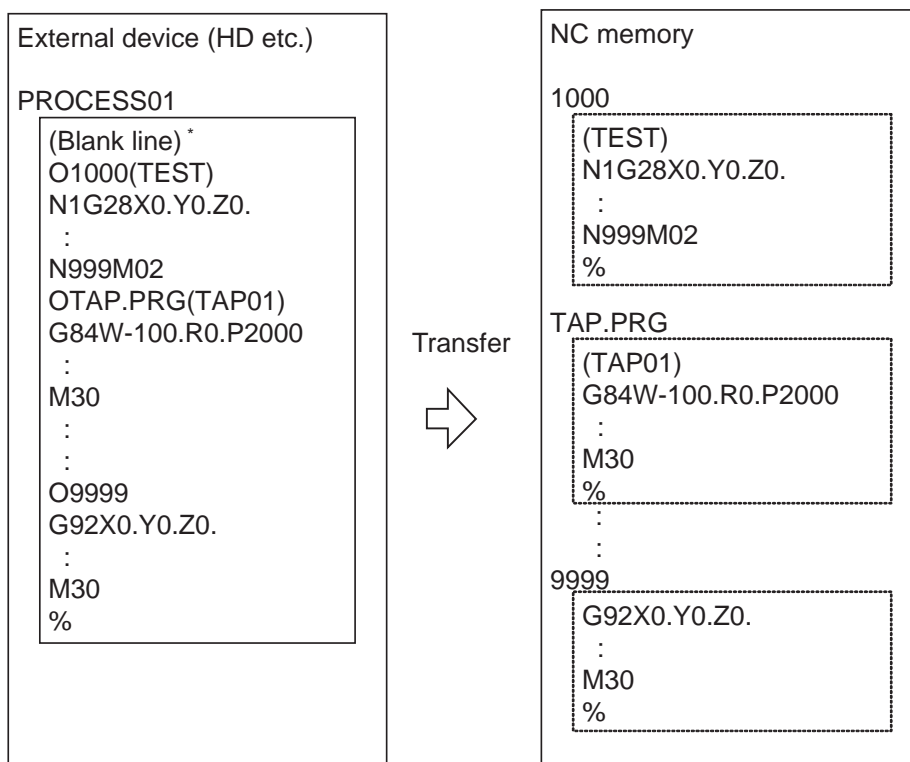 External device (HD etc.)
PROCESS01
(Blank line) *
O1000(TEST)
N1G28X0.Y0.Z0.
:
N999M02
OTAP.PRG(TAP01)
G84W-100.R0.P2000
:
M30
:
:
O9999
G92X0.Y0.Z0.
:
M30
%
Transfer
NC memory
1000
(TEST)
N1G28X0.Y0.Z0.
:
N999M02
%
TAP.PRG
(TAP01)
G84W-100.R0.P2000
:
M30
%
:
:
9999
G92X0.Y0.Z0.
:
M30
%